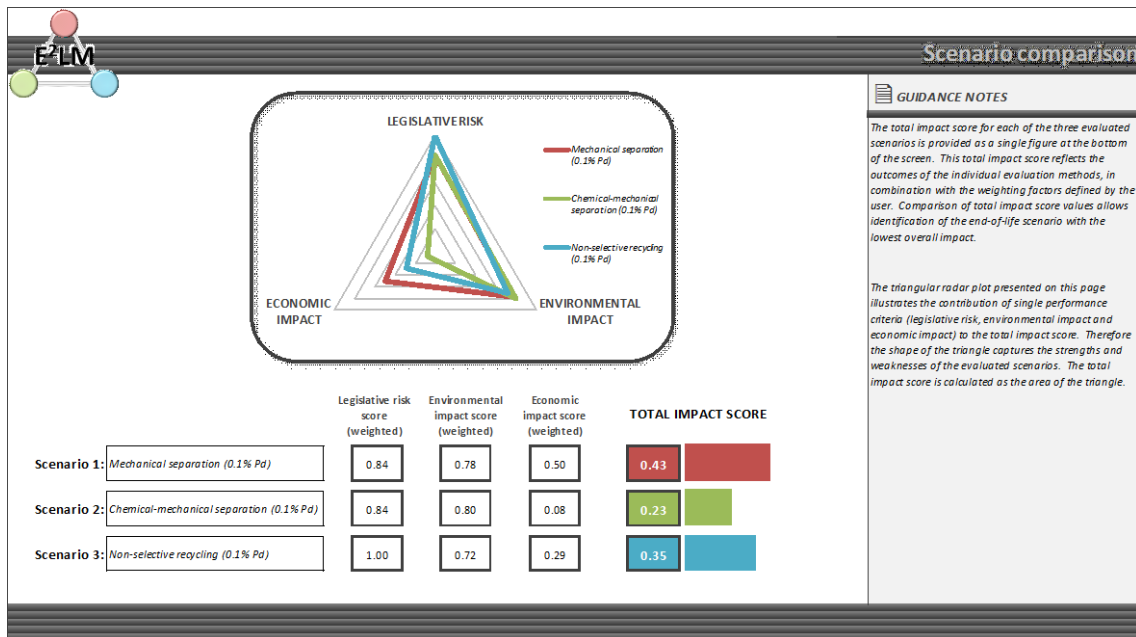 E²LM
Scenario comparison
LEGISLATIVE RISK
Mechanical separation
(0.1% Pd)
Chemical-mechanical
separation (0.1% Pd)
Non-selective recycling
(0.1% Pd)
ECONOMIC
IMPACT
ENVIRONMENTAL
IMPACT
GUIDANCE NOTES
The total impact score for each of the three evaluated
scenarios is provided as a single figure at the bottom
of the screen. This total impact score reflects the
outcomes of the individual evaluation methods, in
combination with the weighting factors defined by the
user. Comparison of total impact score values allows
identification of the end-of-life scenario with the
lowest overall impact.
The triangular radar plot presented on this page
illustrates the contribution of single performance
criteria (legislative risk, environmental impact and
economic impact) to the total impact score. Therefore
the shape of the triangle captures the strengths and
weaknesses of the evaluated scenarios. The total
impact score is calculated as the area of the triangle.
Legislative risk
score
(weighted)
Environmental
impact score
(weighted)
Economic
impact score
(weighted)
TOTAL IMPACT SCORE
Scenario 1: Mechanical separation (0.1% Pd) 0.84 0.78 0.50 0.43
Scenario 2: Chemical-mechanical separation (0.1% Pd) 0.84 0.80 0.08 0.23
Scenario 3: Non-selective recycling (0.1% Pd) 1.00 0.72 0.29 0.35